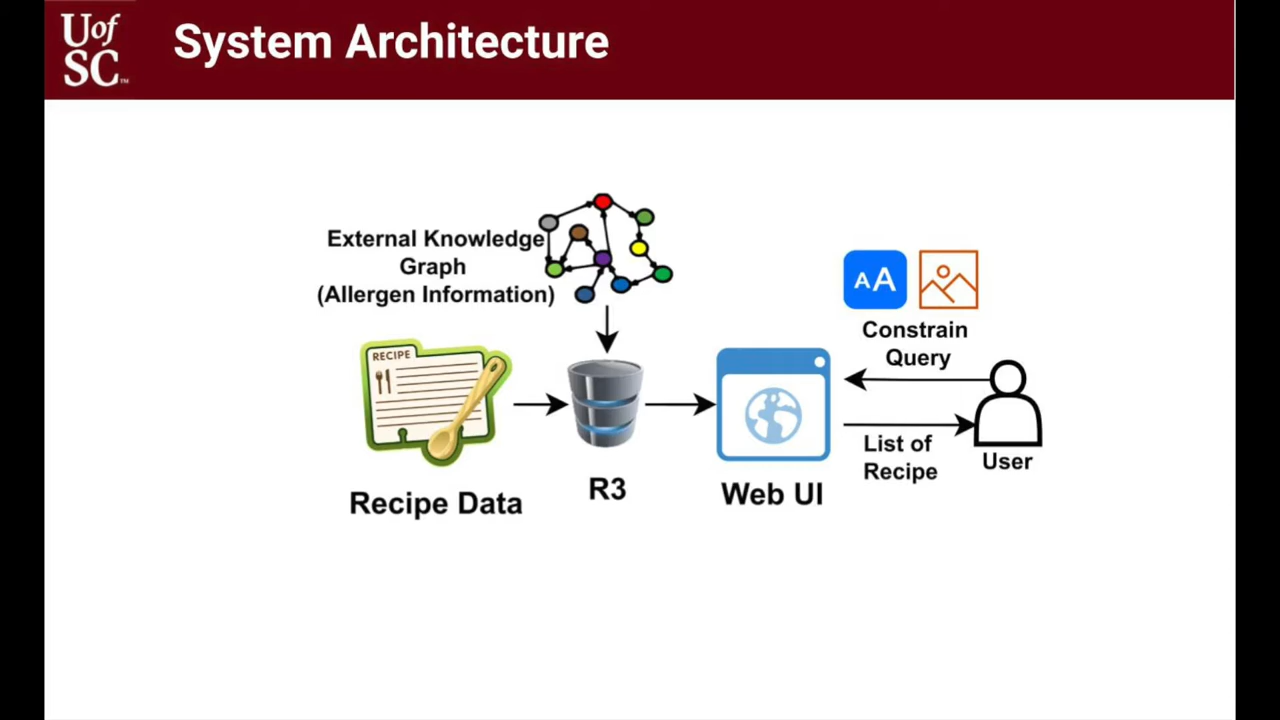 UofSC™
System Architecture
External Knowledge
Graph
(Allergen Information)
AA
Constrain
Query
RECIPE
List of
Recipe
User
Recipe Data
R3
Web UI